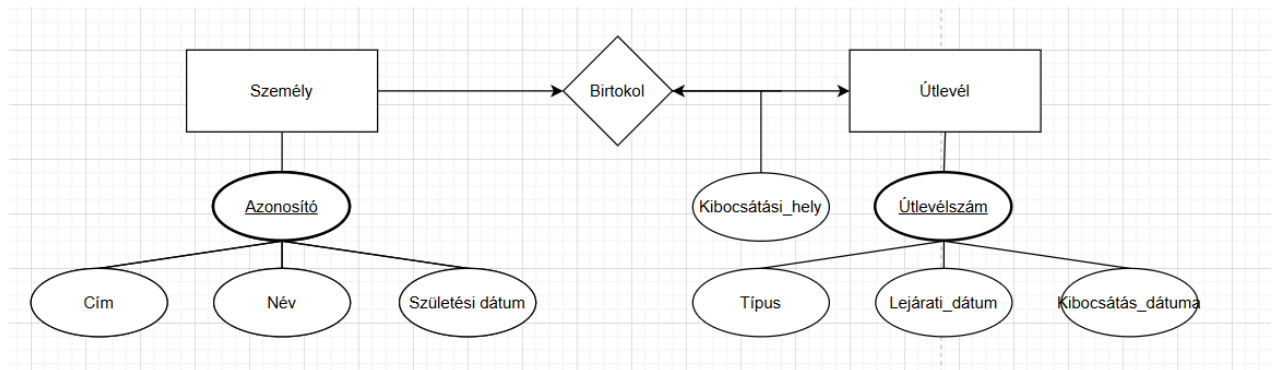 Személy
Birtokol
Útlevél
Azonosító
Kibocsátási_hely
Útlevélszám
Cím
Név
Születési dátum
Típus
Lejárati_dátum
Kibocsátás_dátuma